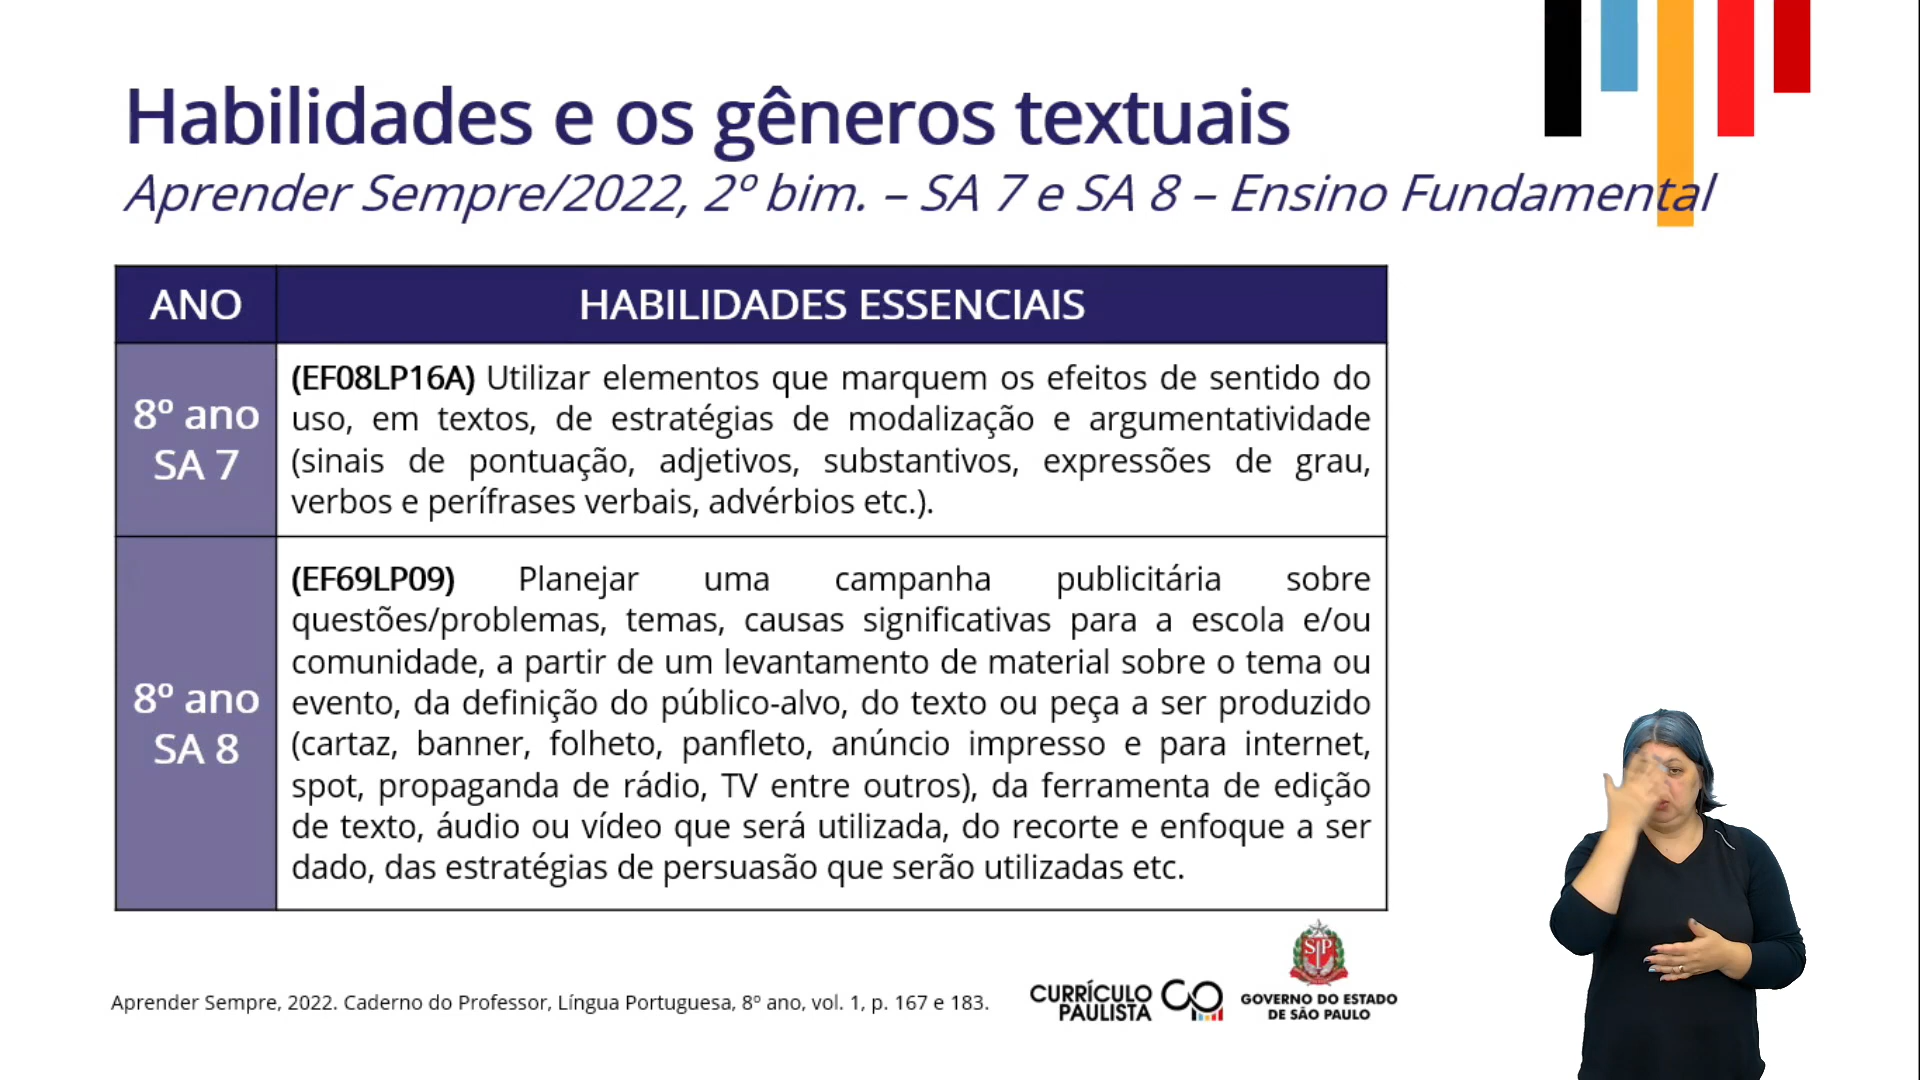 Habilidades e os gêneros textuais
Aprender Sempre/2022, 2º bim. – SA 7 e SA 8 – Ensino Fundamental
ANO
HABILIDADES ESSENCIAIS
8º ano
SA 7
(EF08LP16A) Utilizar elementos que marquem os efeitos de sentido do
uso, em textos, de estratégias de modalização e argumentatividade
(sinais de pontuação, adjetivos, substantivos, expressões de grau,
verbos e perífrases verbais, advérbios etc.).
8º ano
SA 8
(EF69LP09) Planejar uma campanha publicitária sobre
questões/problemas, temas, causas significativas para a escola e/ou
comunidade, a partir de um levantamento de material sobre o tema ou
evento, da definição do público-alvo, do texto ou peça a ser produzido
(cartaz, banner, folheto, panfleto, anúncio impresso e para internet,
spot, propaganda de rádio, TV entre outros), da ferramenta de edição
de texto, áudio ou vídeo que será utilizada, do recorte e enfoque a ser
dado, das estratégias de persuasão que serão utilizadas etc.
Aprender Sempre, 2022. Caderno do Professor, Língua Portuguesa, 8º ano, vol. 1, p. 167 e 183.
CURRÍCULO
PAULISTA
SP
GOVERNO DO ESTADO
DE SÃO PAULO